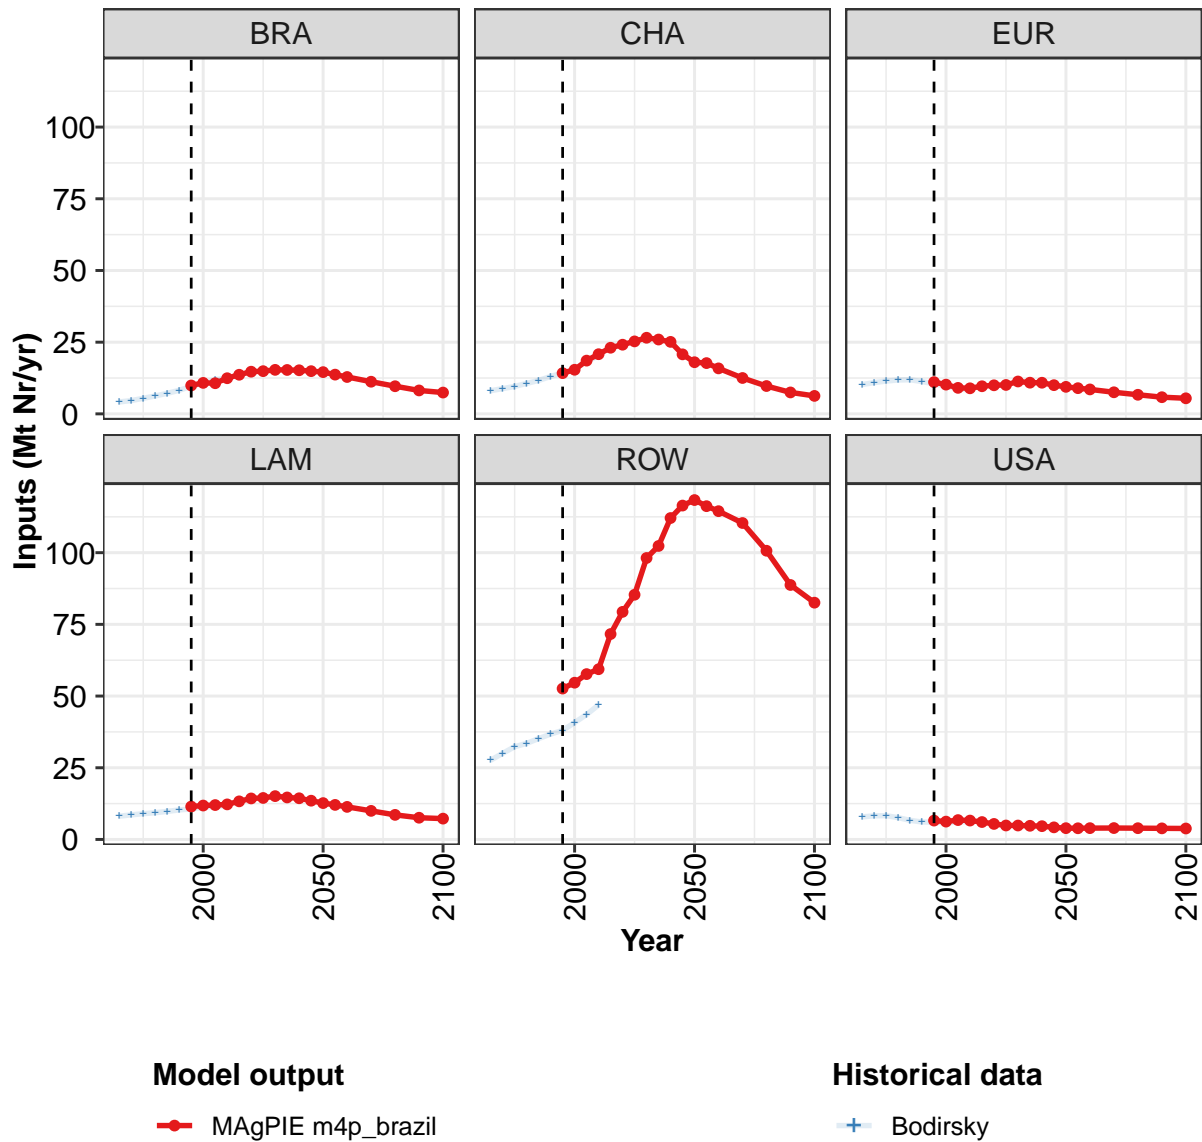 BRA CHA EUR
100
75
50
25
0
Inputs (Mt Nr/yr)
LAM ROW USA
100
75
50
25
0
2000 2050 2100 2000 2050 2100 2000 2050 2100
Year
Model output Historical data
MAgPIE m4p_brazil Bodirsky